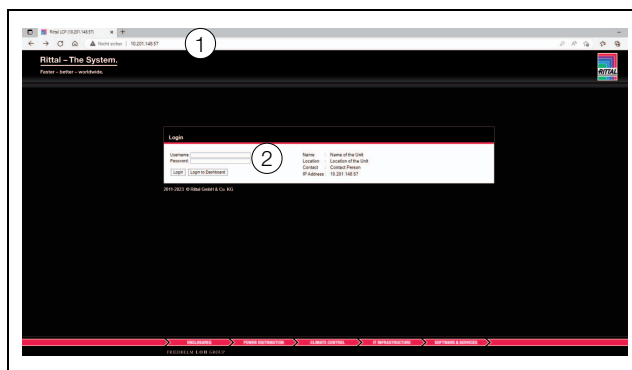 Rittal LCP (10.201.148.57)
Nicht sicher | 10.201.148.57
1
Rittal – The System.
Faster – better – worldwide.
RITTAL
Login
Username:
Password:
2
Login
Login to Dashboard
Name : Name of the Unit
Location : Location of the Unit
Contact : Contact Person
IP Address : 10.201.148.57
2011-2023 © Rittal GmbH & Co. KG
ENCLOSURES
POWER DISTRIBUTION
CLIMATE CONTROL
IT INFRASTRUCTURE
SOFTWARE & SERVICES
FRIEDHELM LOH GROUP